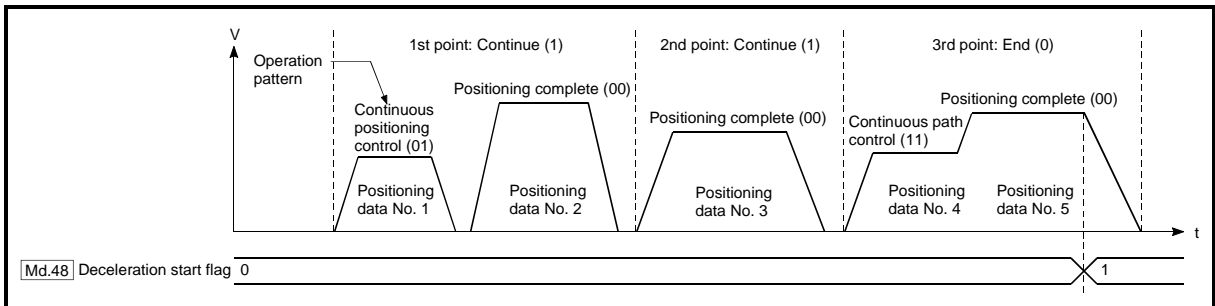 V
Operation
pattern
1st point: Continue (1)
2nd point: Continue (1)
3rd point: End (0)
Continuous
positioning
control (01)
Positioning complete (00)
Positioning complete (00)
Continuous path
control (11)
Positioning complete (00)
Positioning
data No. 1
Positioning
data No. 2
Positioning
data No. 3
Positioning
data No. 4
Positioning
data No. 5
t
Md.48 Deceleration start flag 0
1